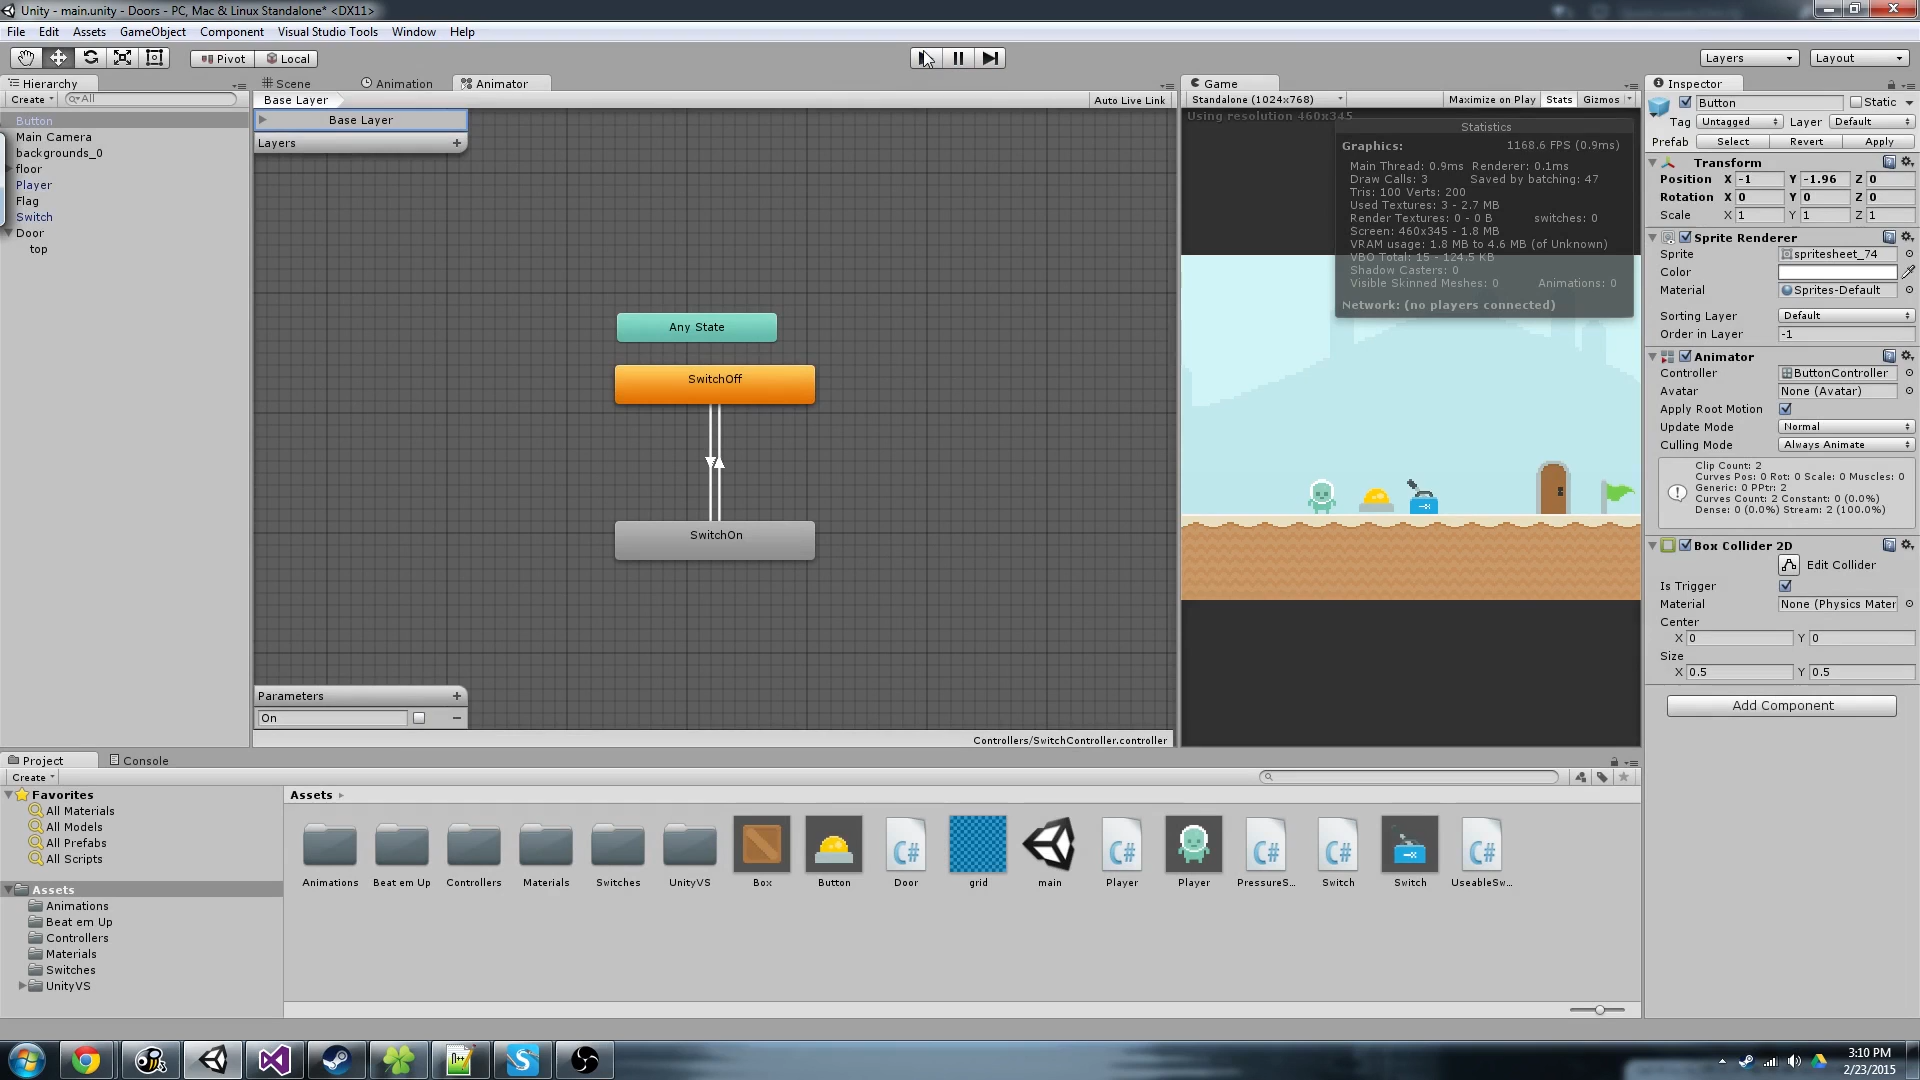 Unity - main.unity - Doors - PC, Mac & Linux Standalone* <DX11>
File Edit Assets GameObject Component Visual Studio Tools Window Help
Pivot Local Layers Layout
Hierarchy
Create All
Button
Main Camera
backgrounds_0
floor
Player
Flag
Switch
Door
top
Scene Animation Animator
Base Layer Auto Live Link
Base Layer
Layers
Any State
SwitchOff
SwitchOn
Parameters
On
Controllers/SwitchController.controller
Game
Standalone (1024x768) Maximize on Play Stats Gizmos
Using resolution 460x345
Statistics
Graphics: 1168.6 FPS (0.9ms)
Main Thread: 0.9ms Renderer: 0.1ms
Draw Calls: 3 Saved by batching: 47
Tris: 100 Verts: 200
Used Textures: 3 - 2.7 MB
Render Textures: 0 - 0 B switches: 0
Screen: 460x345 - 1.8 MB
VRAM usage: 1.8 MB to 4.6 MB (of Unknown)
VBO Total: 15 - 124.5 KB
Shadow Casters: 0
Visible Skinned Meshes: 0 Animations: 0
Network: (no players connected)
Inspector
Button Static
Tag Untagged Layer Default
Prefab Select Revert Apply
Transform
Position X -1 Y -1.96 Z 0
Rotation X 0 Y 0 Z 0
Scale X 1 Y 1 Z 1
Sprite Renderer
Sprite spritesheet_74
Color
Material Sprites-Default
Sorting Layer Default
Order in Layer -1
Animator
Controller ButtonController
Avatar None (Avatar)
Apply Root Motion
Update Mode Normal
Culling Mode Always Animate
Clip Count: 2
Curves Pos: 0 Rot: 0 Scale: 0 Muscles: 0
Generic: 0 PPtr: 2
Curves Count: 2 Constant: 0 (0.0%)
Dense: 0 (0.0%) Stream: 2 (100.0%)
Box Collider 2D
Edit Collider
Is Trigger
Material None (Physics Mater
Center
X 0 Y 0
Size
X 0.5 Y 0.5
Add Component
Project Console
Create
Favorites
All Materials
All Models
All Prefabs
All Scripts
Assets
Animations
Beat em Up
Controllers
Materials
Switches
UnityVS
Assets
C# C# C# C# C#
Animations Beat em Up Controllers Materials Switches UnityVS Box Button Door grid main Player Player PressureS... Switch Switch UseableSw...
3:10 PM
2/23/2015